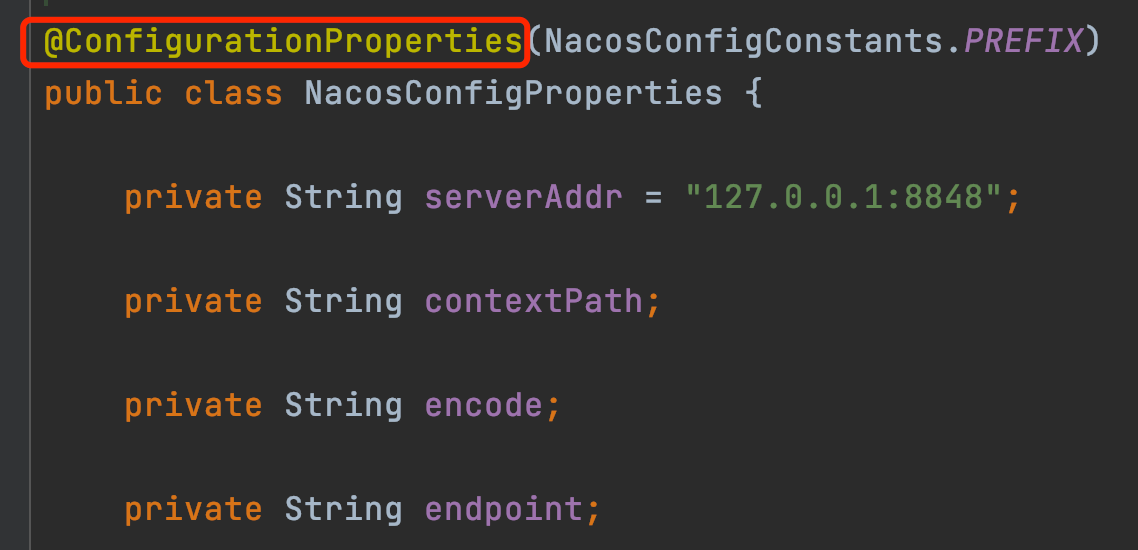 @ConfigurationProperties(NacosConfigConstants.PREFIX)
public class NacosConfigProperties {
private String serverAddr = "127.0.0.1:8848";
private String contextPath;
private String encode;
private String endpoint;